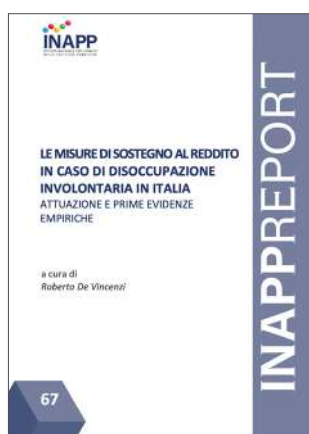 INAPP
LE MISURE DI SOSTEGNO AL REDDITO
IN CASO DI DISOCCUPAZIONE
INVOLONTARIA IN ITALIA
ATTUAZIONE E PRIME EVIDENZE
EMPIRICHE
a cura di
Roberto De Vincenzi
67
INAPPREPORT